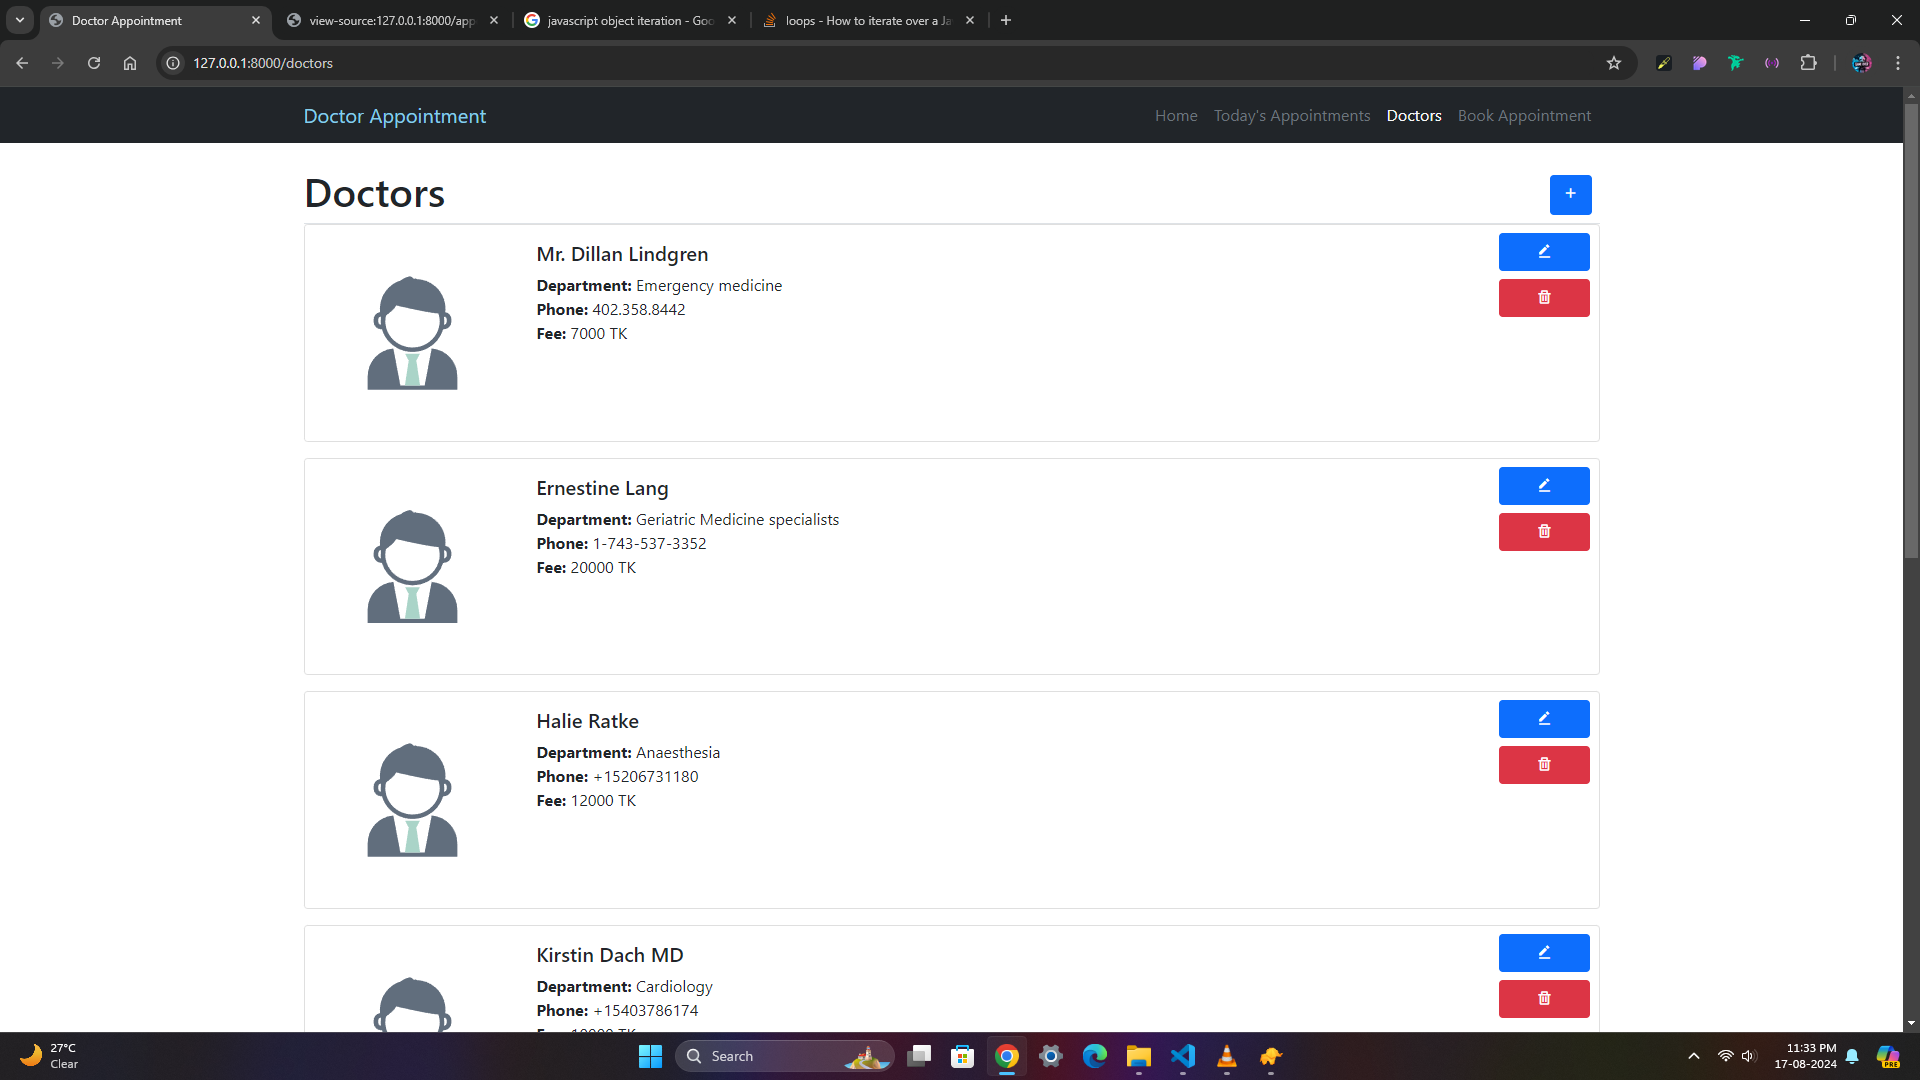 Doctor Appointment
view-source:127.0.0.1:8000/app
javascript object iteration - Goo
loops - How to iterate over a Ja
127.0.0.1:8000/doctors
Doctor Appointment
Home
Today's Appointments
Doctors
Book Appointment
Doctors
+
Mr. Dillan Lindgren
Department: Emergency medicine
Phone: 402.358.8442
Fee: 7000 TK
Ernestine Lang
Department: Geriatric Medicine specialists
Phone: 1-743-537-3352
Fee: 20000 TK
Halie Ratke
Department: Anaesthesia
Phone: +15206731180
Fee: 12000 TK
Kirstin Dach MD
Department: Cardiology
Phone: +15403786174
27°C
Clear
Search
11:33 PM
17-08-2024
PRE